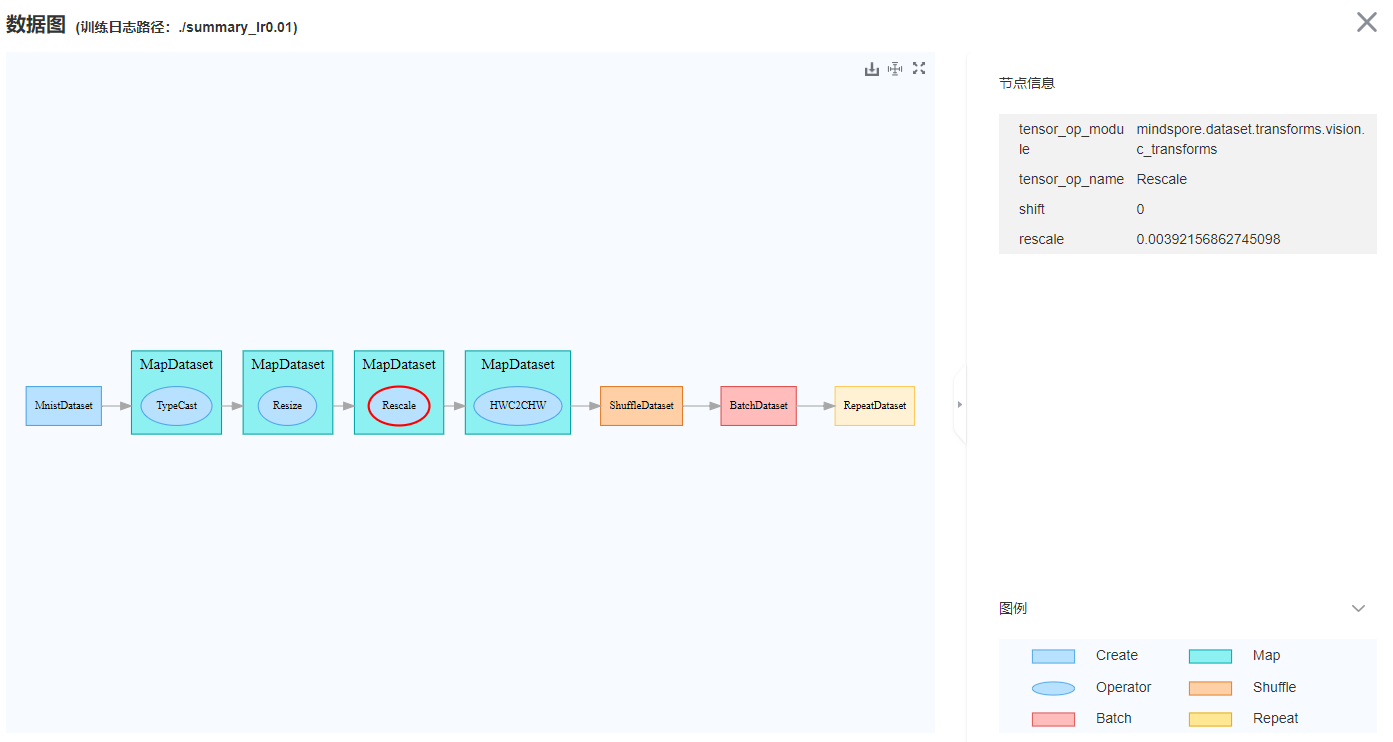 数据图 (训练日志路径：./summary_lr0.01)
MnistDataset
MapDataset
TypeCast
MapDataset
Resize
MapDataset
Rescale
MapDataset
HWC2CHW
ShuffleDataset
BatchDataset
RepeatDataset
节点信息
tensor_op_modu
le
mindspore.dataset.transforms.vision.
c_transforms
tensor_op_name Rescale
shift 0
rescale 0.00392156862745098
图例
Create Map
Operator Shuffle
Batch Repeat